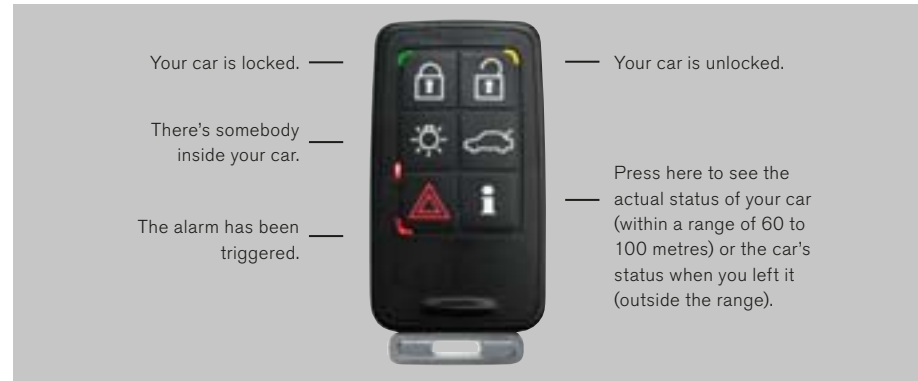 Your car is locked.
Your car is unlocked.
There's somebody
inside your car.
The alarm has been
triggered.
Press here to see the
actual status of your car
(within a range of 60 to
100 metres) or the car's
status when you left it
(outside the range).